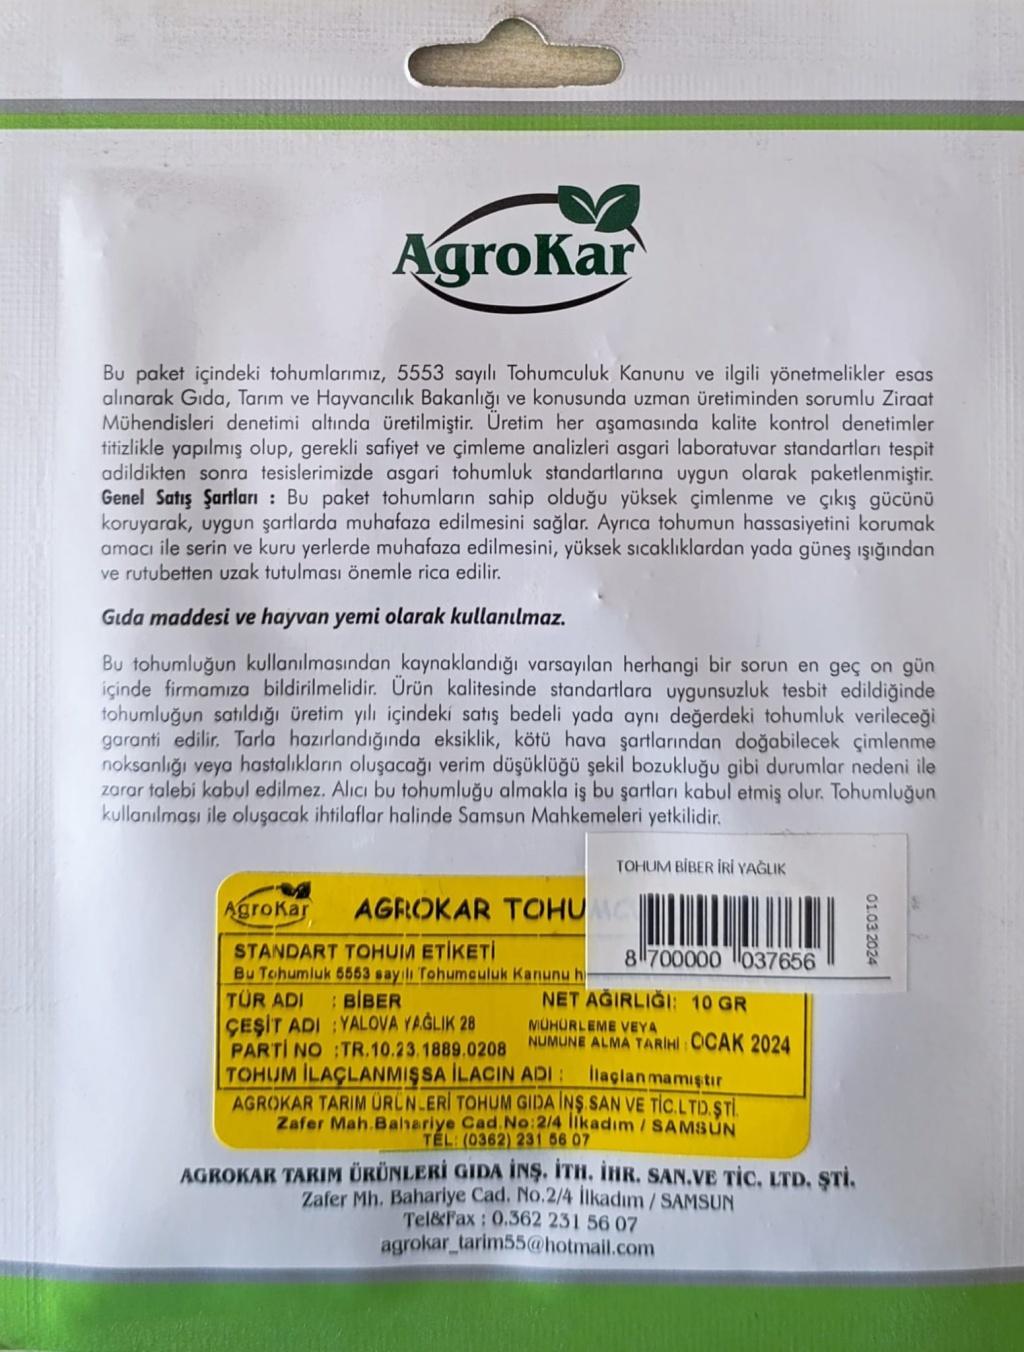 AgroKar
Bu paket içindeki tohumlarımız, 5553 sayılı Tohumculuk Kanunu ve ilgili yönetmelikler esas
alınarak Gıda, Tarım ve Hayvancılık Bakanlığı ve konusunda uzman üretiminden sorumlu Ziraat
Mühendisleri denetimi altında üretilmiştir. Üretim her aşamasında kalite kontrol denetimler
titizlikle yapılmış olup, gerekli safiyet ve çimleme analizleri asgari laboratuvar standartları tespit
adildikten sonra tesislerimizde asgari tohumluk standartlarına uygun olarak paketlenmiştir.
Genel Satış Şartları : Bu paket tohumların sahip olduğu yüksek çimlenme ve çıkış gücünü
koruyarak, uygun şartlarda muhafaza edilmesini sağlar. Ayrıca tohumun hassasiyetini korumak
amacı ile serin ve kuru yerlerde muhafaza edilmesini, yüksek sıcaklıklardan yada güneş ışığından
ve rutubetten uzak tutulması önemle rica edilir.
Gıda maddesi ve hayvan yemi olarak kullanılmaz.
Bu tohumluğun kullanılmasından kaynaklandığı varsayılan herhangi bir sorun en geç on gün
içinde firmamıza bildirilmelidir. Ürün kalitesinde standartlara uygunsuzluk tesbit edildiğinde
tohumluğun satıldığı üretim yılı içindeki satış bedeli yada aynı değerdeki tohumluk verileceği
garanti edilir. Tarla hazırlandığında eksiklik, kötü hava şartlarından doğabilecek çimlenme
noksanlığı veya hastalıkların oluşacağı verim düşüklüğü şekil bozukluğu gibi durumlar nedeni ile
zarar talebi kabul edilmez. Alıcı bu tohumluğu almakla iş bu şartları kabul etmiş olur. Tohumluğun
kullanılması ile oluşacak ihtilaflar halinde Samsun Mahkemeleri yetkilidir.
TOHUM BİBER İRİ YAĞLIK
01.03.2024
8 700000 037656
AgroKar AGROKAR TOHU
STANDART TOHUM ETİKETİ
Bu Tohumluk 5553 sayılı Tohumculuk Kanunu h
TÜR ADI : BİBER NET AĞIRLIĞI: 10 GR
ÇEŞİT ADI : YALOVA YAĞLIK 28 MÜHÜRLEME VEYA
NUMUNE ALMA TARİHİ : OCAK 2024
PARTİ NO :TR.10.23.1889.0208
TOHUM İLAÇLANMIŞSA İLACIN ADI : İlaçlanmamıştır
AGROKAR TARIM ÜRÜNLERİ TOHUM GIDA İNŞ.SAN VE TİC.LTD.ŞTİ.
Zafer Mah.Bahariye Cad.No:2/4 İlkadım / SAMSUN
TEL: (0362) 231 56 07
AGROKAR TARIM ÜRÜNLERİ GIDA İNŞ. İTH. İHR. SAN.VE TİC. LTD. ŞTİ.
Zafer Mh. Bahariye Cad. No.2/4 İlkadım / SAMSUN
Tel&Fax : 0.362 231 56 07
agrokar_tarim55@hotmail.com